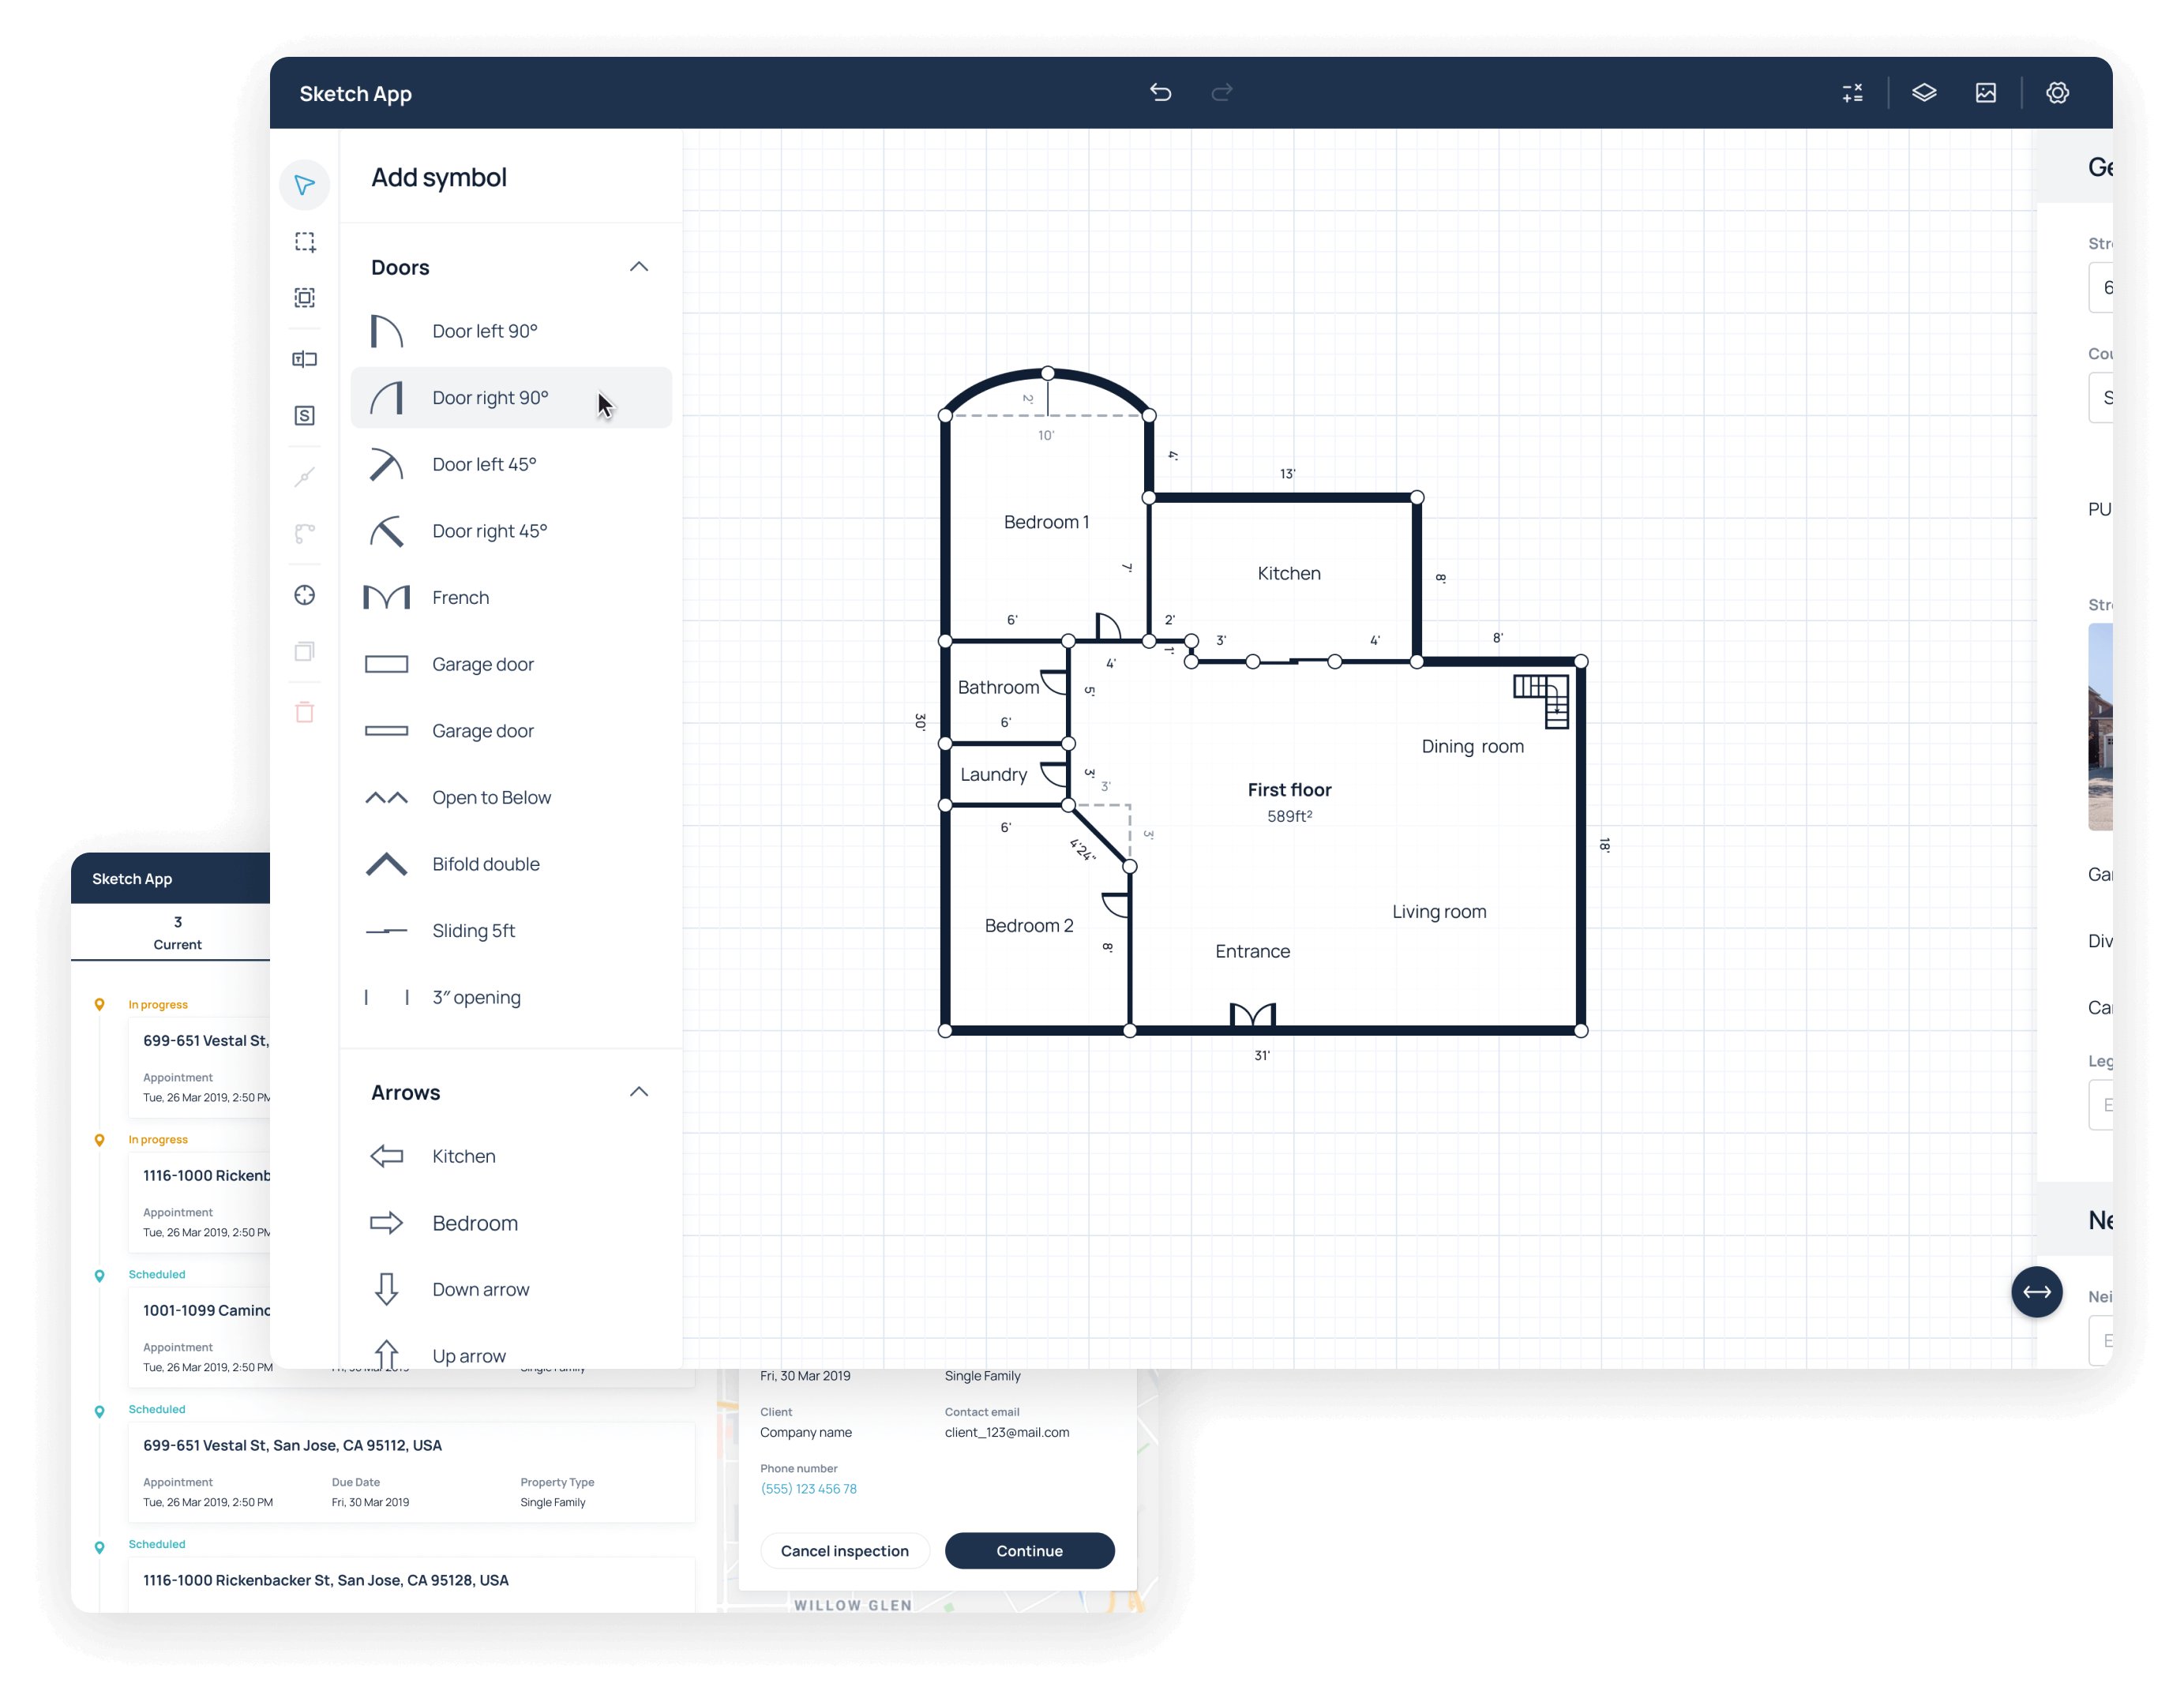 Sketch App
Add symbol
Doors
Door left 90°
Door right 90°
Door left 45°
Door right 45°
French
Garage door
Garage door
Open to Below
Bifold double
Sliding 5ft
3″ opening
Arrows
Kitchen
Bedroom
Down arrow
Up arrow
S
2'
10'
4'
13'
Bedroom 1
7'
Kitchen
8'
6'
2'
3'
4'
8'
4'
1'
Bathroom
5'
6'
30'
Dining room
Laundry
3'
3'
First floor
589ft²
6'
4'24"
3'
18'
Bedroom 2
8'
Living room
Entrance
31'
Ge
Str
6
Cou
S
PU
Str
Gar
Div
Car
Leg
E
Ne
Nei
E
Sketch App
3
Current
In progress
699-651 Vestal St,
Appointment
Tue, 26 Mar 2019, 2:50 PM
In progress
1116-1000 Rickenb
Appointment
Tue, 26 Mar 2019, 2:50 PM
Scheduled
1001-1099 Camino
Appointment
Tue, 26 Mar 2019, 2:50 PM Fri, 30 Mar 2019 Single Family
Scheduled
699-651 Vestal St, San Jose, CA 95112, USA
Appointment Due Date Property Type
Tue, 26 Mar 2019, 2:50 PM Fri, 30 Mar 2019 Single Family
Scheduled
1116-1000 Rickenbacker St, San Jose, CA 95128, USA
Fri, 30 Mar 2019 Single Family
Client Contact email
Company name client_123@mail.com
Phone number
(555) 123 456 78
Cancel inspection Continue
WILLOW GLEN